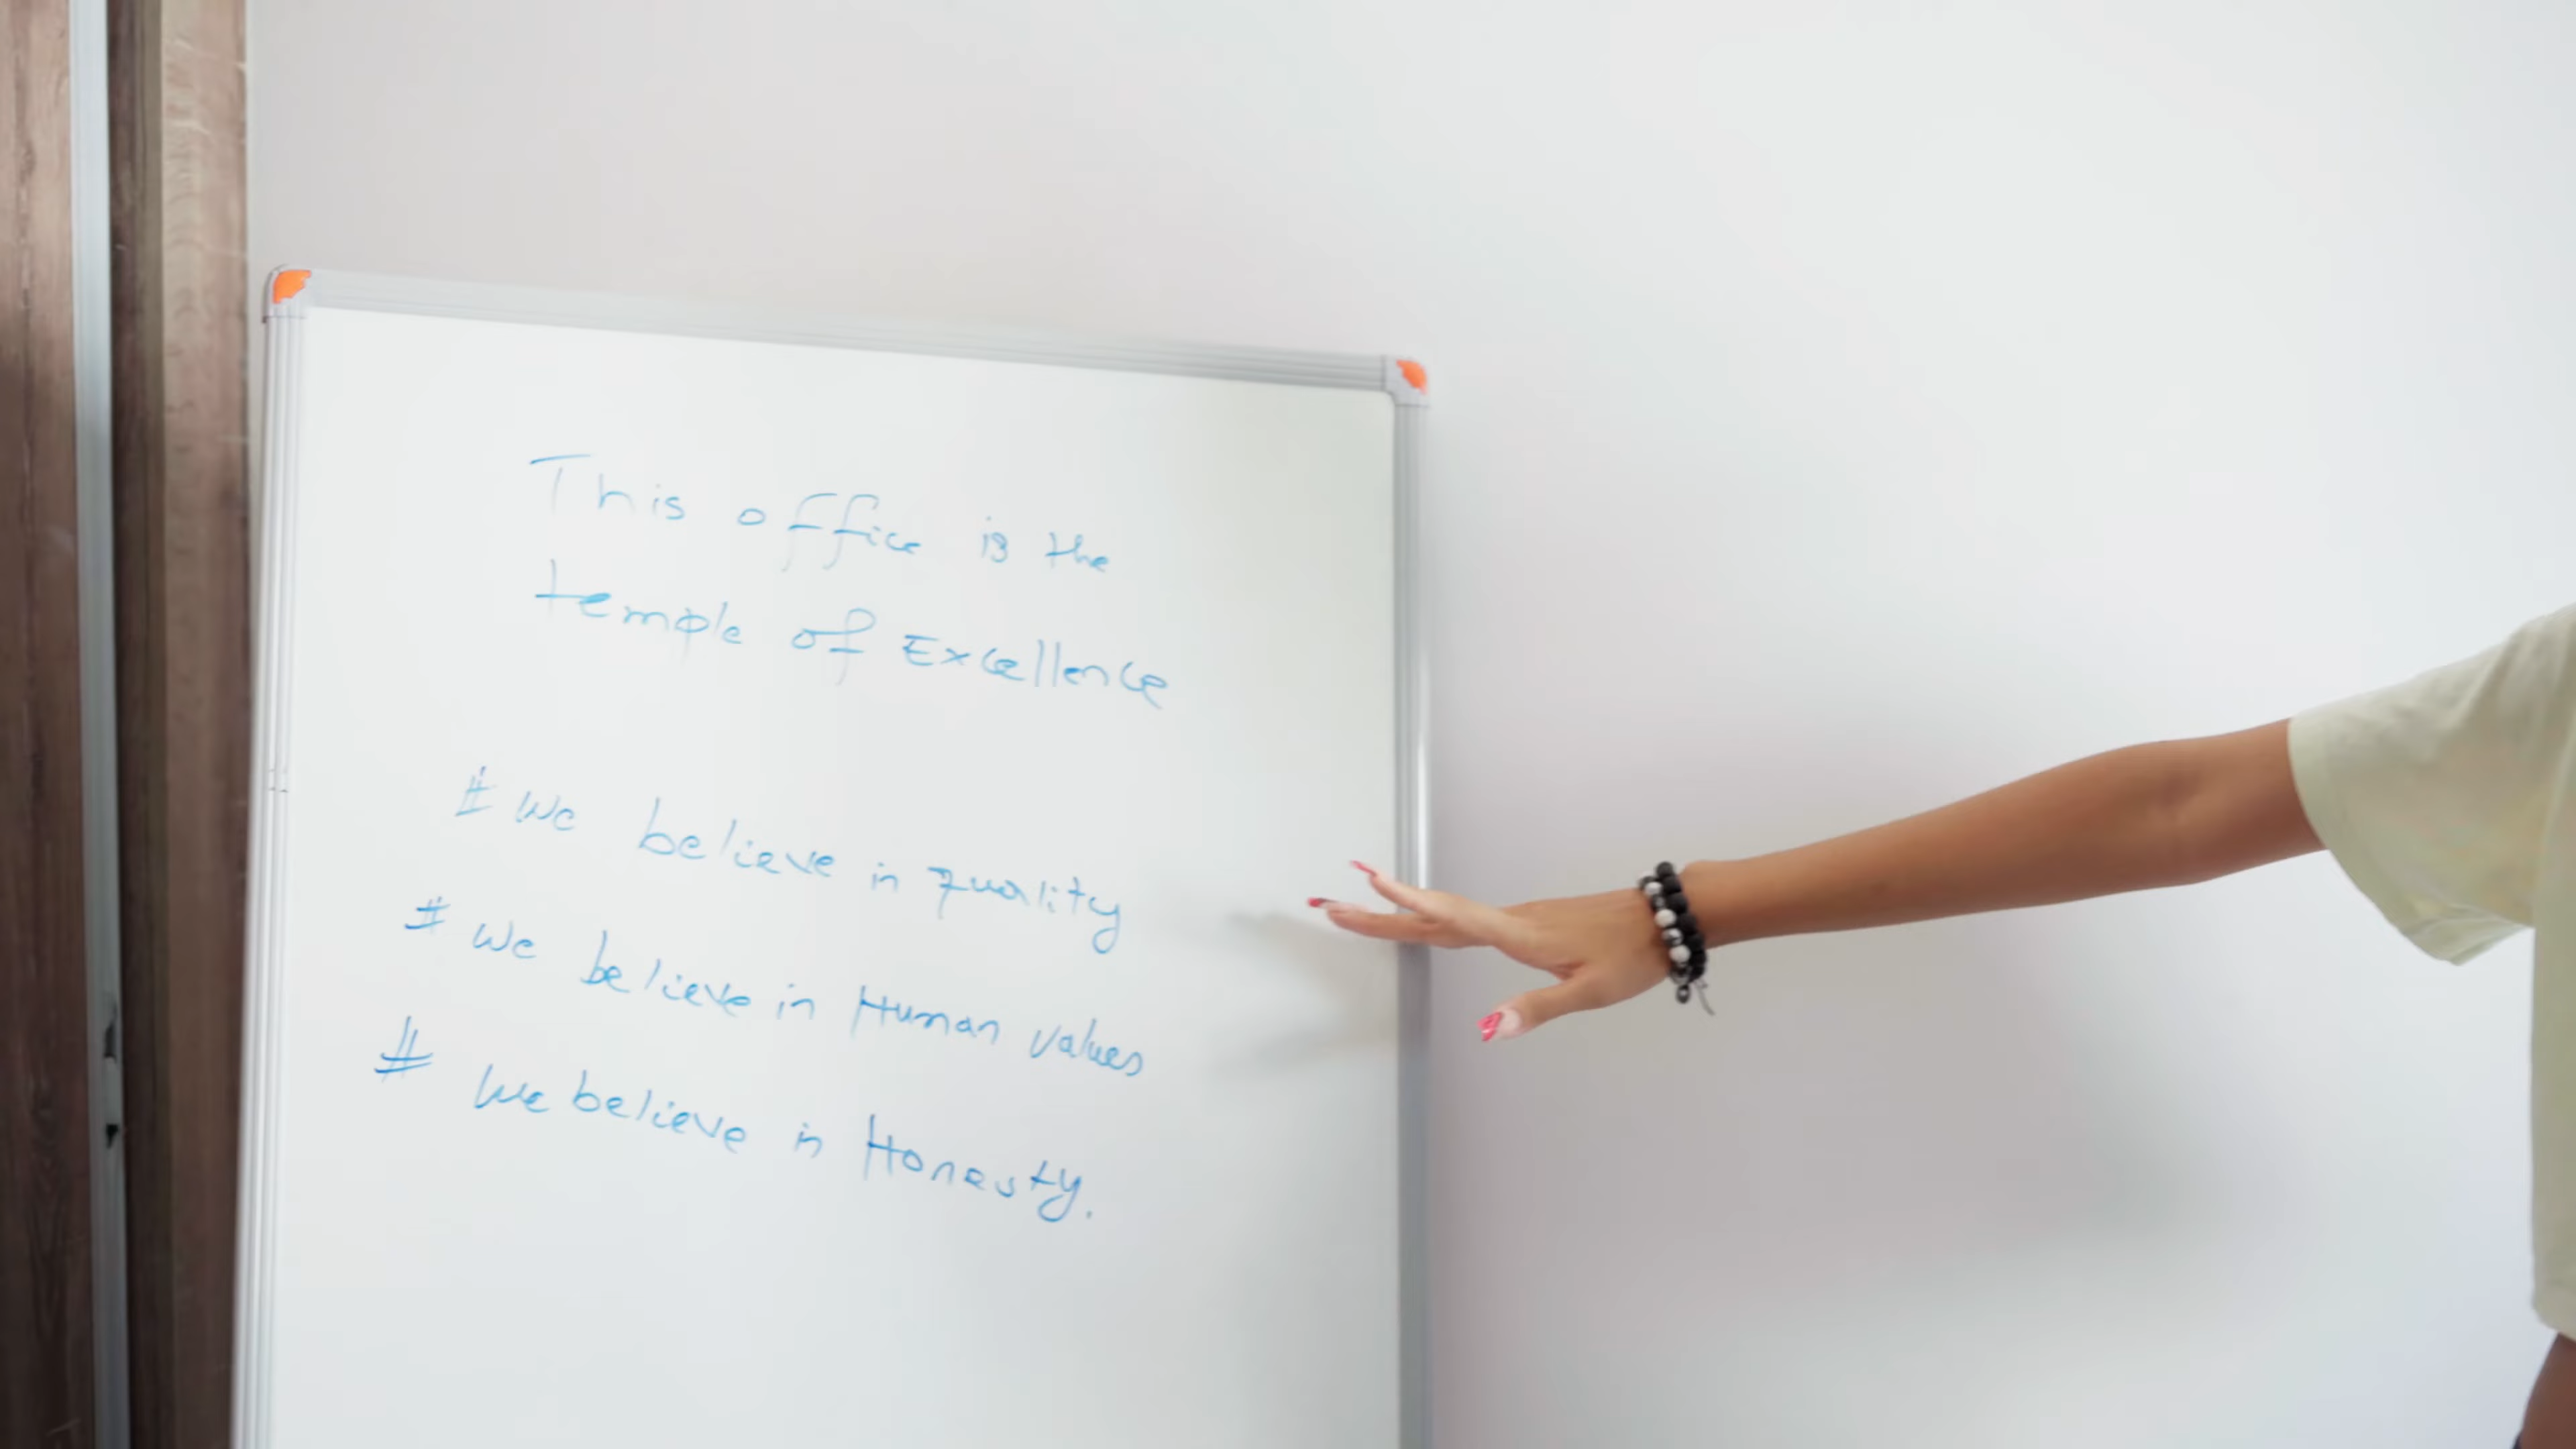 This office is the
temple of Excellence
# We believe in quality
# We believe in Human values
# We believe in Honesty.